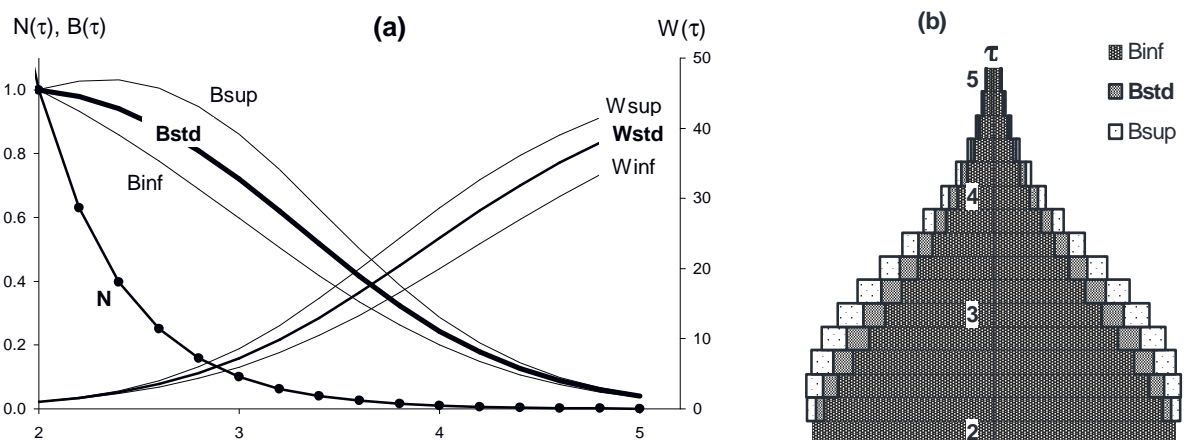 N(τ), B(τ)
(a)
W(τ)
1.0
0.8
0.6
0.4
0.2
0.0
50
40
30
20
10
0
2
3
4
5
Bsup
Bstd
Binf
N
Wsup
Wstd
Winf
(b)
τ
5
4
3
2
Binf
Bstd
Bsup